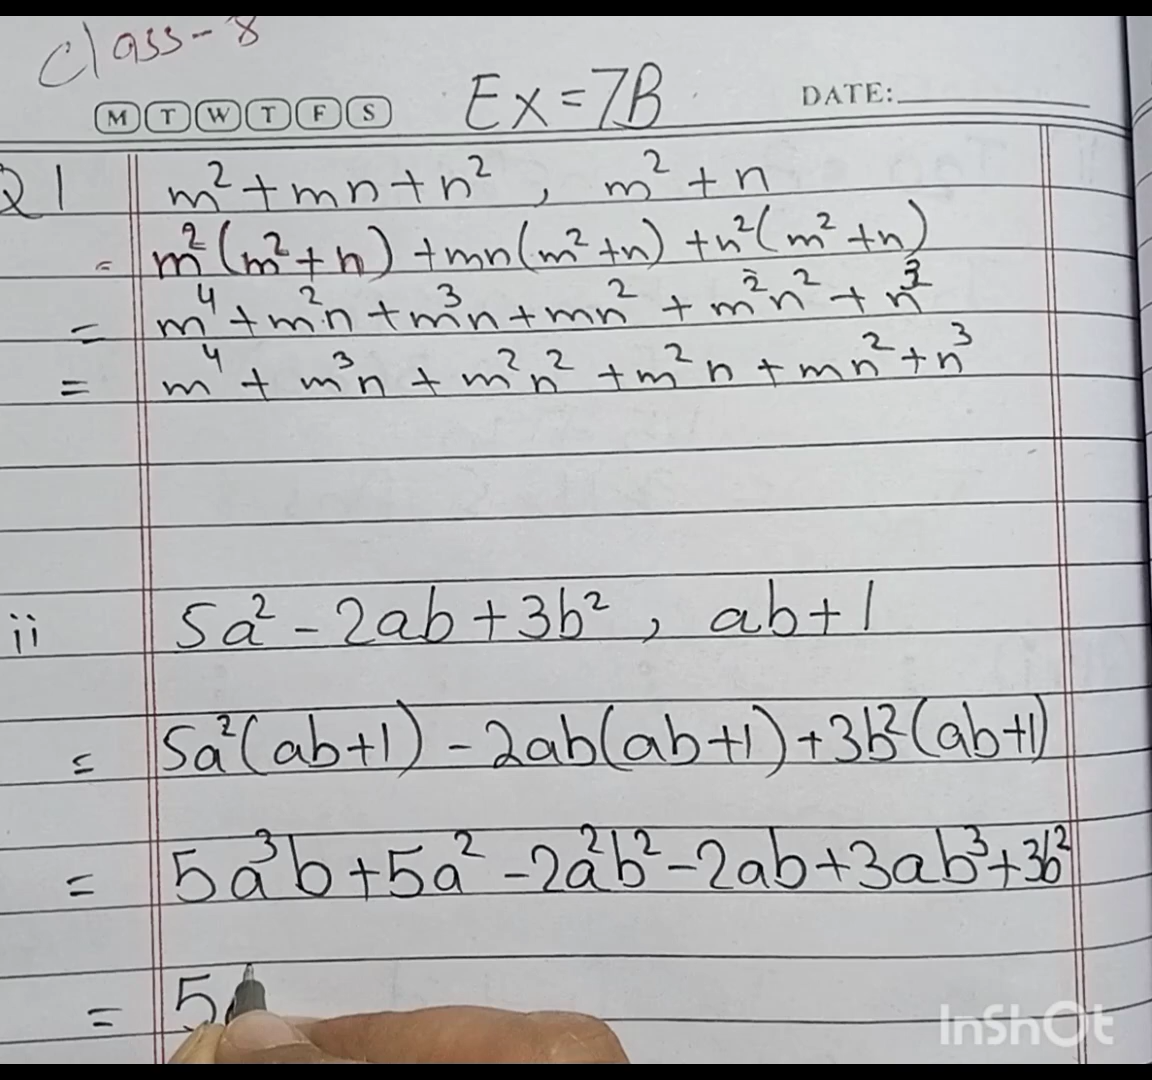 Class-8
M T W T F S
Ex=7B
DATE:
Q1 m²+mn+n², m²+n
= m²(m²+n)+mn(m²+n)+n²(m²+n)
= m⁴+m²n+m³n+mn²+m²n²+n³
= m⁴+m³n+m²n²+m²n+mn²+n³
ii 5a²-2ab+3b², ab+1
= 5a²(ab+1)-2ab(ab+1)+3b²(ab+1)
= 5a³b+5a²-2a²b²-2ab+3ab³+3b²
= 5
InShOt